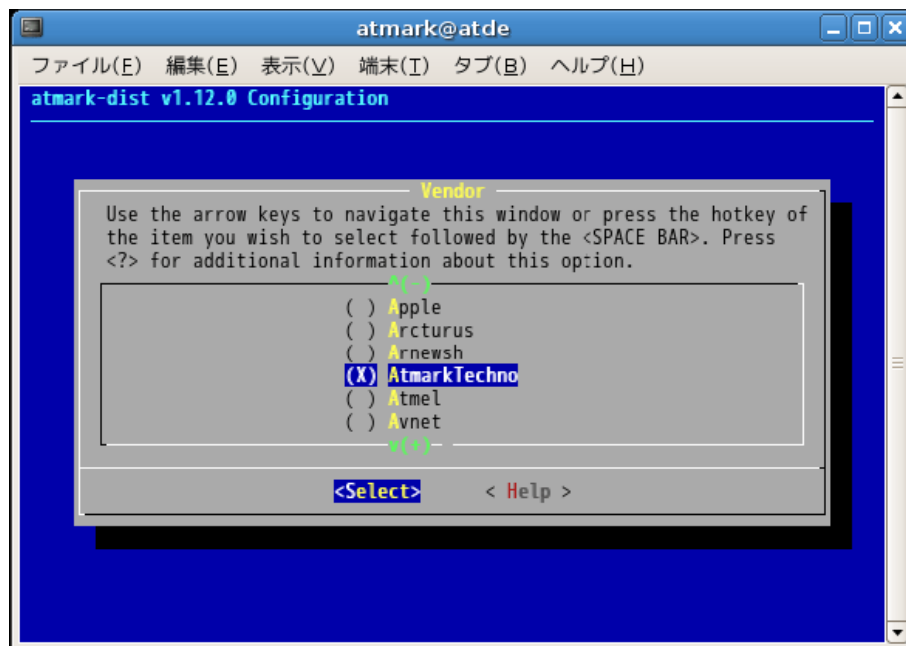 atmark@atde
ファイル(F) 編集(E) 表示(V) 端末(T) タブ(B) ヘルプ(H)
atmark-dist v1.12.0 Configuration
Vendor
Use the arrow keys to navigate this window or press the hotkey of
the item you wish to select followed by the <SPACE BAR>. Press
<?> for additional information about this option.
^(-)
( ) Apple
( ) Arcturus
( ) Arnewsh
(X) AtmarkTechno
( ) Atmel
( ) Avnet
v(+)
<Select> < Help >